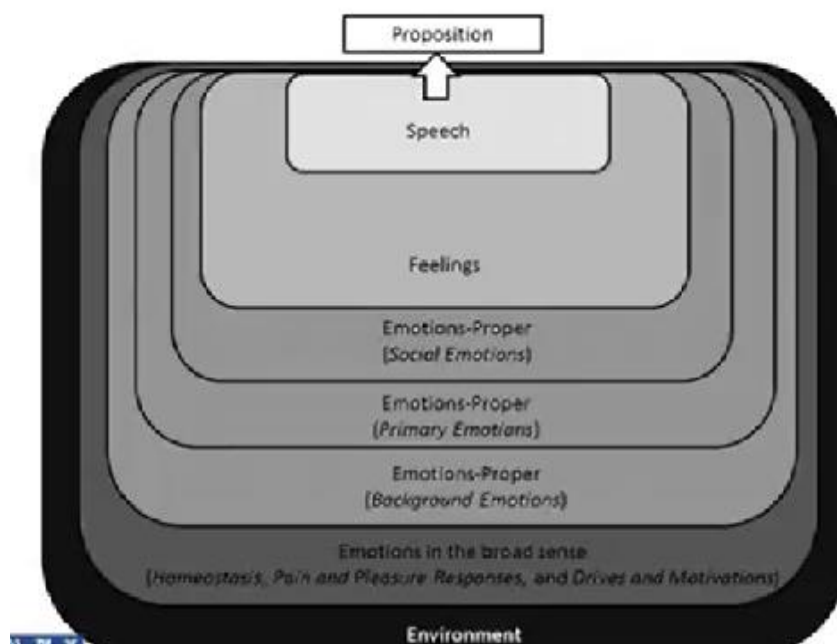 Proposition
Speech
Feelings
Emotions-Proper
(Social Emotions)
Emotions-Proper
(Primary Emotions)
Emotions-Proper
(Background Emotions)
Emotions in the broad sense
(Homeostasis, Pain and Pleasure Responses, and Drives and Motivations)
Environment